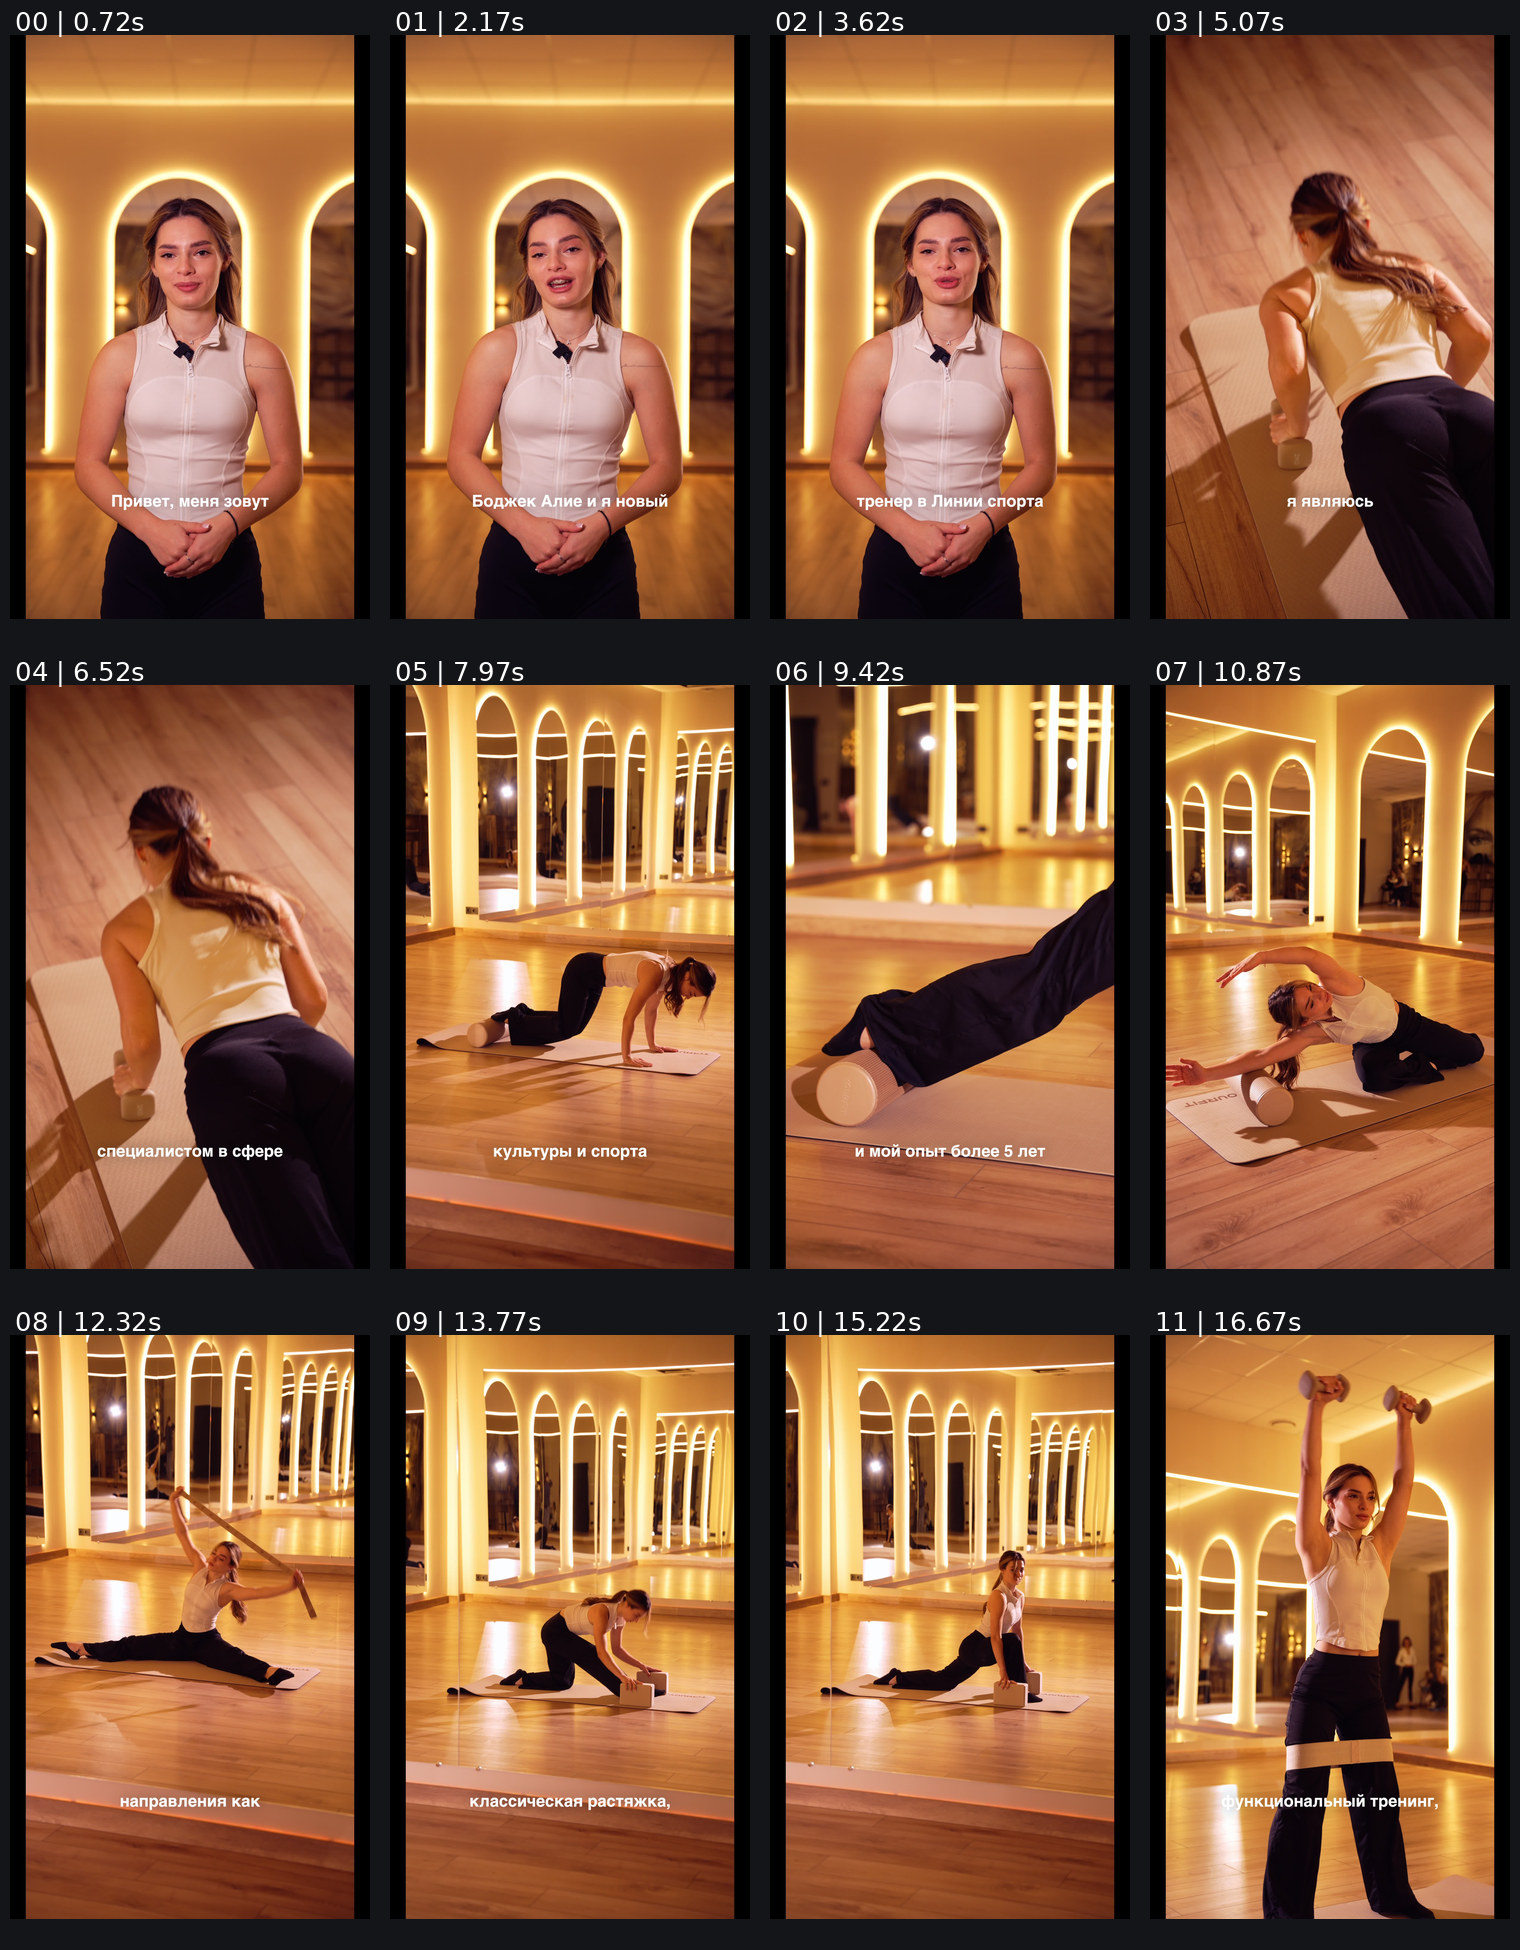 00 | 0.72s
01 | 2.17s
02 | 3.62s
03 | 5.07s
Привет, меня зовут
Боджек Алие и я новый
тренер в Линии спорта
я являюсь
04 | 6.52s
05 | 7.97s
06 | 9.42s
07 | 10.87s
специалистом в сфере
культуры и спорта
и мой опыт более 5 лет
08 | 12.32s
09 | 13.77s
10 | 15.22s
11 | 16.67s
направления как
классическая растяжка,
функциональный тренинг,